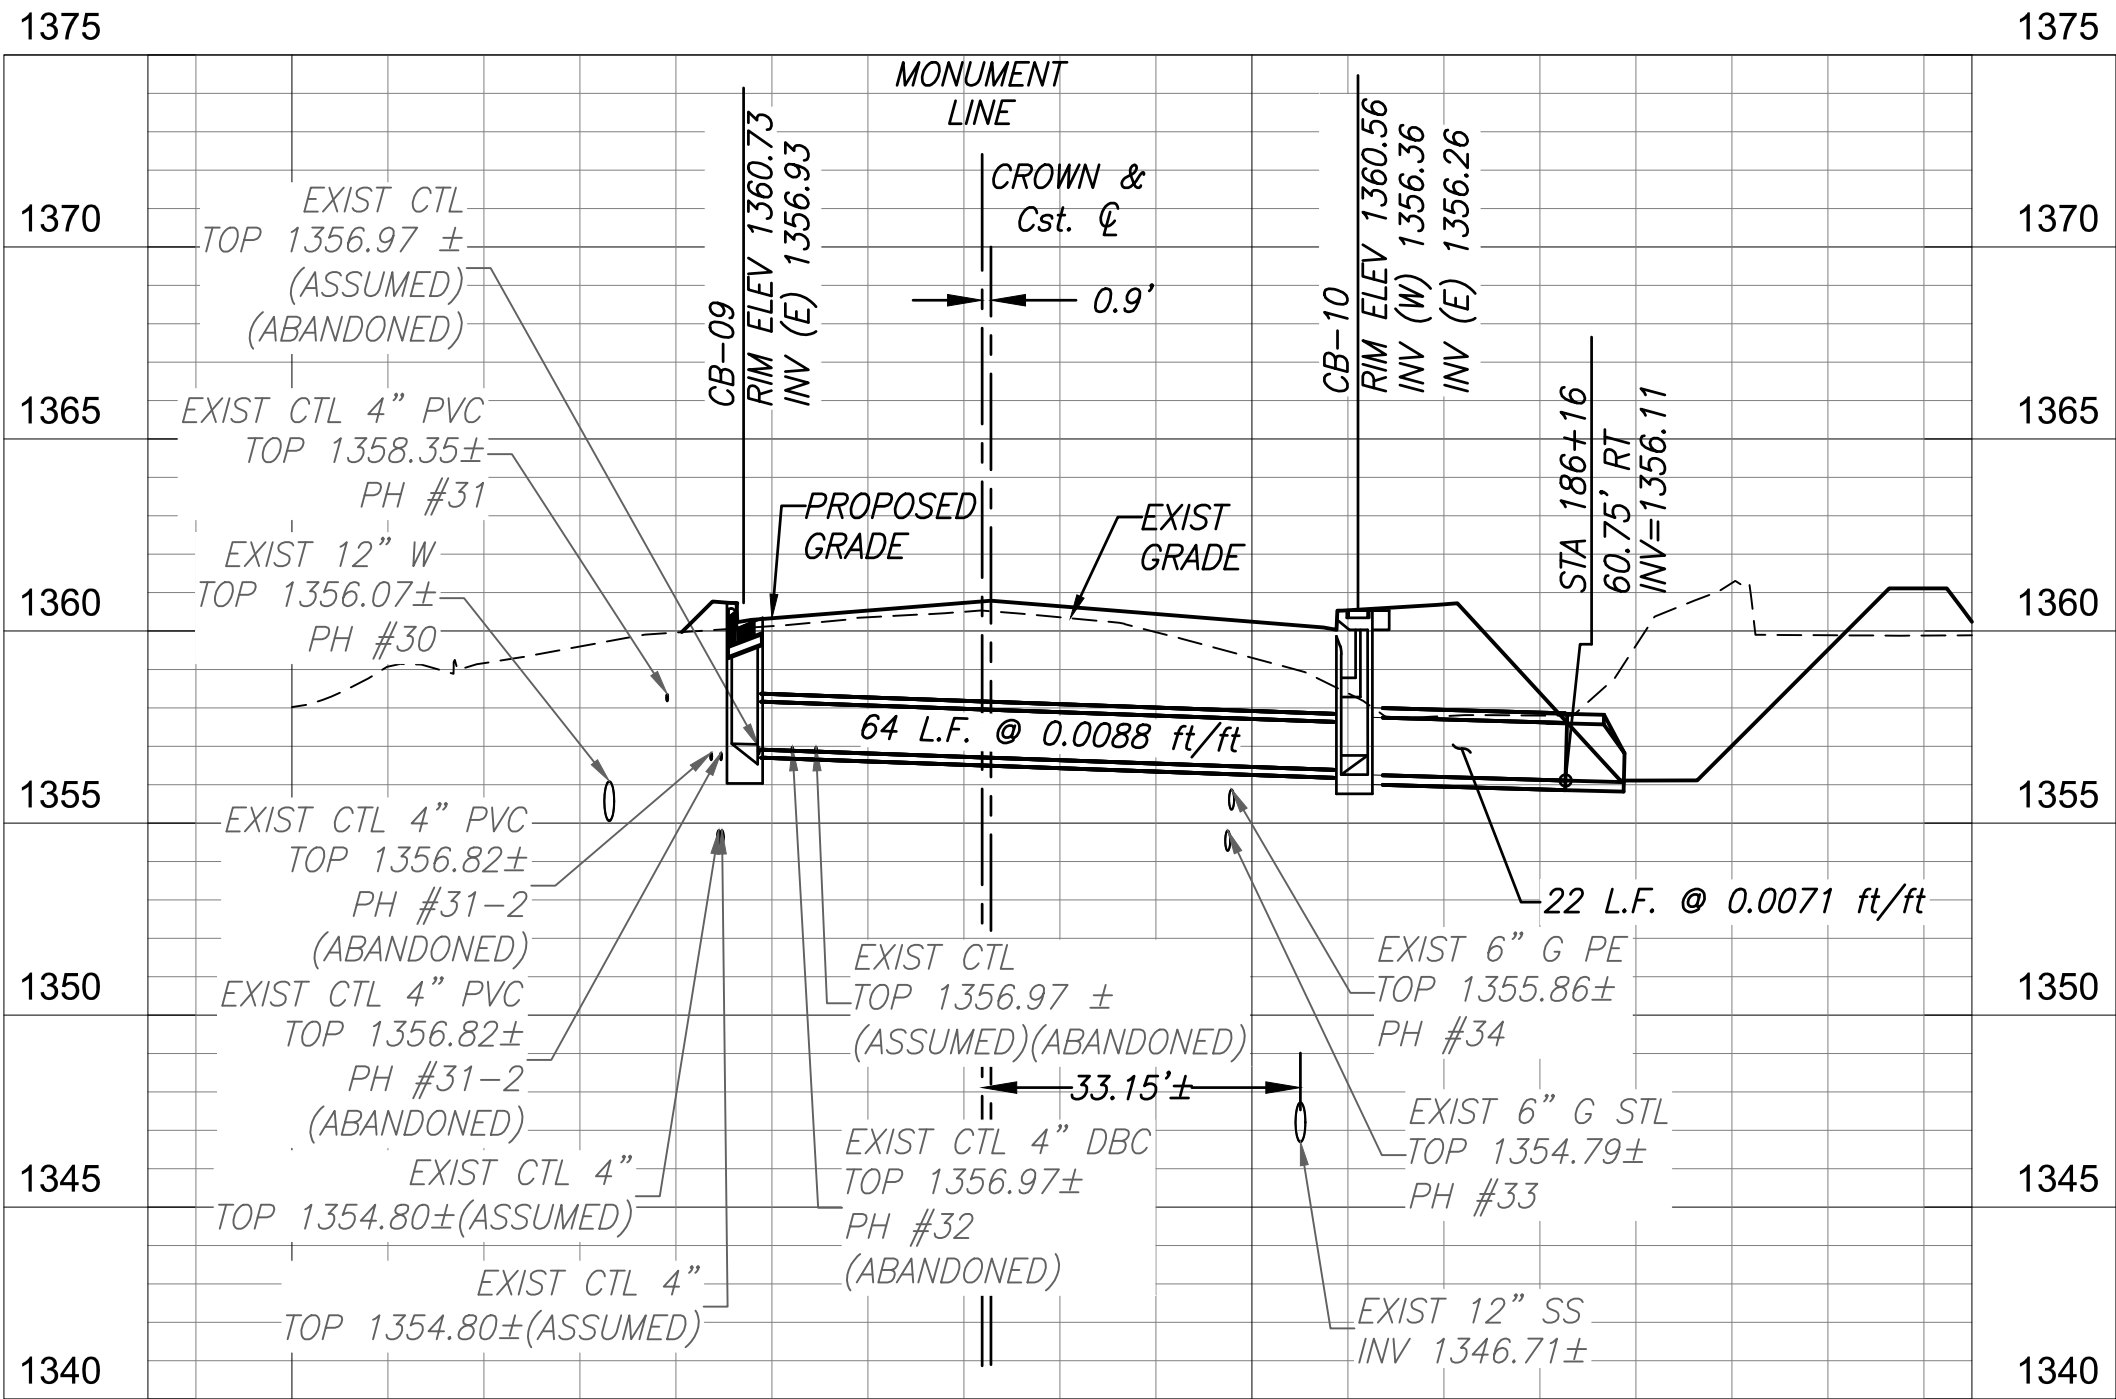 1375
1375
MONUMENT
LINE
CROWN &
Cst. ℄
0.9'
1370
1370
EXIST CTL
TOP 1356.97 ±
(ASSUMED)
(ABANDONED)
CB-09
RIM ELEV 1360.73
INV (E) 1356.93
CB-10
RIM ELEV 1360.56
INV (W) 1356.36
INV (E) 1356.26
1365
1365
EXIST CTL 4" PVC
TOP 1358.35±
PH #31
STA 186+16
60.75' RT
INV=1356.11
PROPOSED
GRADE
EXIST
GRADE
EXIST 12" W
TOP 1356.07±
PH #30
1360
1360
64 L.F. @ 0.0088 ft/ft
1355
1355
EXIST CTL 4" PVC
TOP 1356.82±
PH #31-2
(ABANDONED)
22 L.F. @ 0.0071 ft/ft
1350
1350
EXIST CTL 4" PVC
TOP 1356.82±
PH #31-2
(ABANDONED)
EXIST CTL
TOP 1356.97 ±
(ASSUMED)(ABANDONED)
EXIST 6" G PE
TOP 1355.86±
PH #34
33.15'±
EXIST 6" G STL
TOP 1354.79±
PH #33
1345
1345
EXIST CTL 4"
TOP 1354.80±(ASSUMED)
EXIST CTL 4" DBC
TOP 1356.97±
PH #32
(ABANDONED)
EXIST CTL 4"
TOP 1354.80±(ASSUMED)
EXIST 12" SS
INV 1346.71±
1340
1340